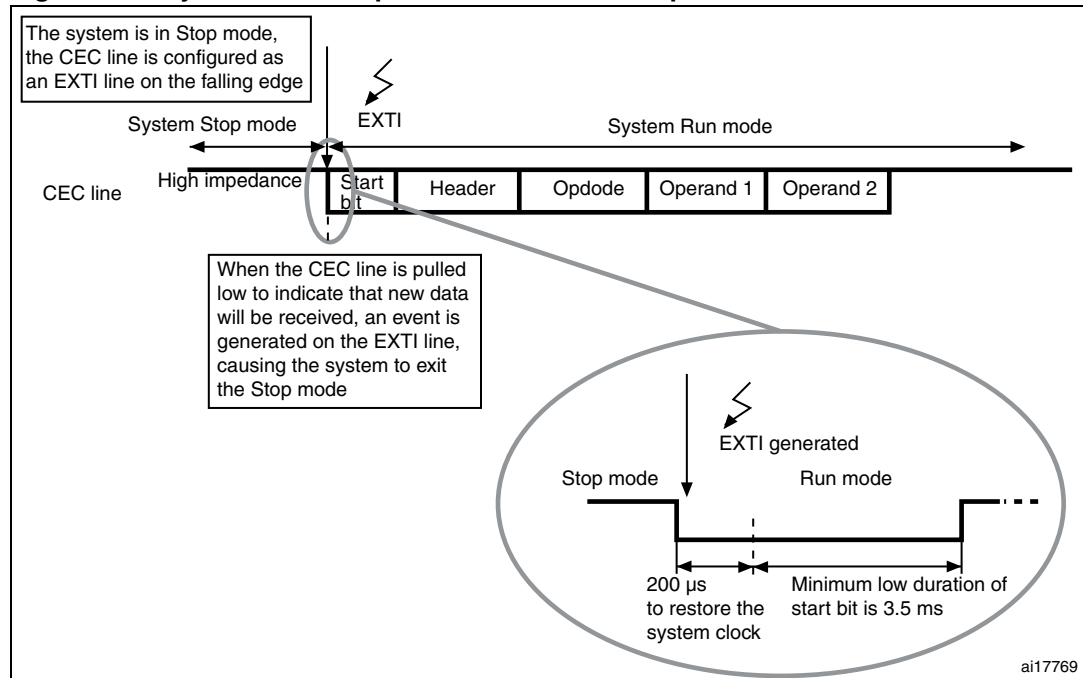 The system is in Stop mode,
the CEC line is configured as
an EXTI line on the falling edge
EXTI
System Stop mode
System Run mode
CEC line
High impedance
Start
bit
Header
Opdode
Operand 1
Operand 2
When the CEC line is pulled
low to indicate that new data
will be received, an event is
generated on the EXTI line,
causing the system to exit
the Stop mode
EXTI generated
Stop mode
Run mode
200 µs
to restore the
system clock
Minimum low duration of
start bit is 3.5 ms
ai17769